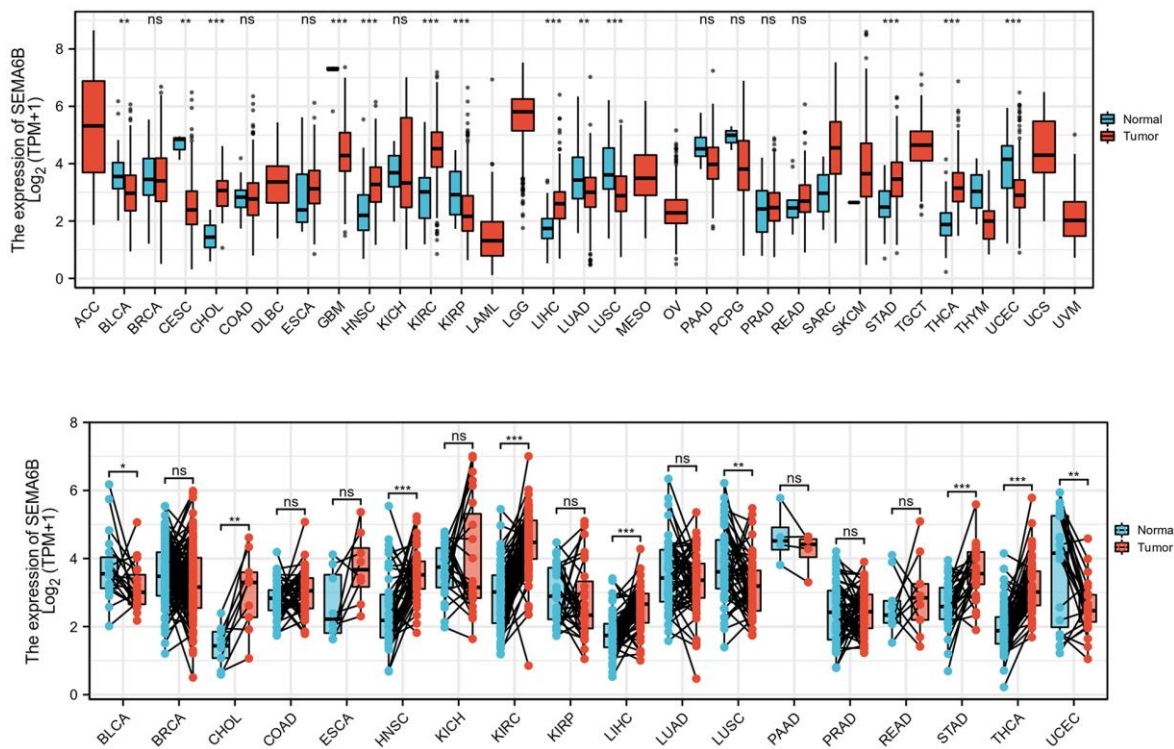 ** ns ** *** ns ns *** *** ns *** *** *** ** *** ns ns ns ns *** *** ***
The expression of SEMA6B
Log2 (TPM+1)
8
6
4
2
0
Normal
Tumor
ACC BLCA BRCA CESC CHOL COAD DLBC ESCA GBM HNSC KICH KIRC KIRP LAML LGG LIHC LUAD LUSC MESO OV PAAD PCPG PRAD READ SARC SKCM STAD TGCT THCA THYM UCEC UCS UVM
* ns ** ns ns *** ns *** ns *** ns ** ns ns ns *** *** **
The expression of SEMA6B
Log2 (TPM+1)
8
6
4
2
0
Norma
Tumor
BLCA BRCA CHOL COAD ESCA HNSC KICH KIRC KIRP LIHC LUAD LUSC PAAD PRAD READ STAD THCA UCEC